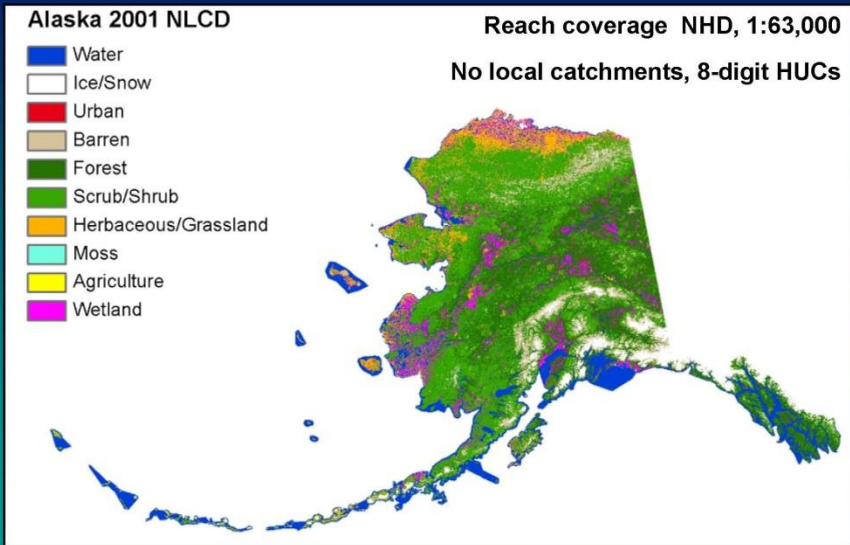 Alaska 2001 NLCD
Water
Ice/Snow
Urban
Barren
Forest
Scrub/Shrub
Herbaceous/Grassland
Moss
Agriculture
Wetland
Reach coverage NHD, 1:63,000
No local catchments, 8-digit HUCs